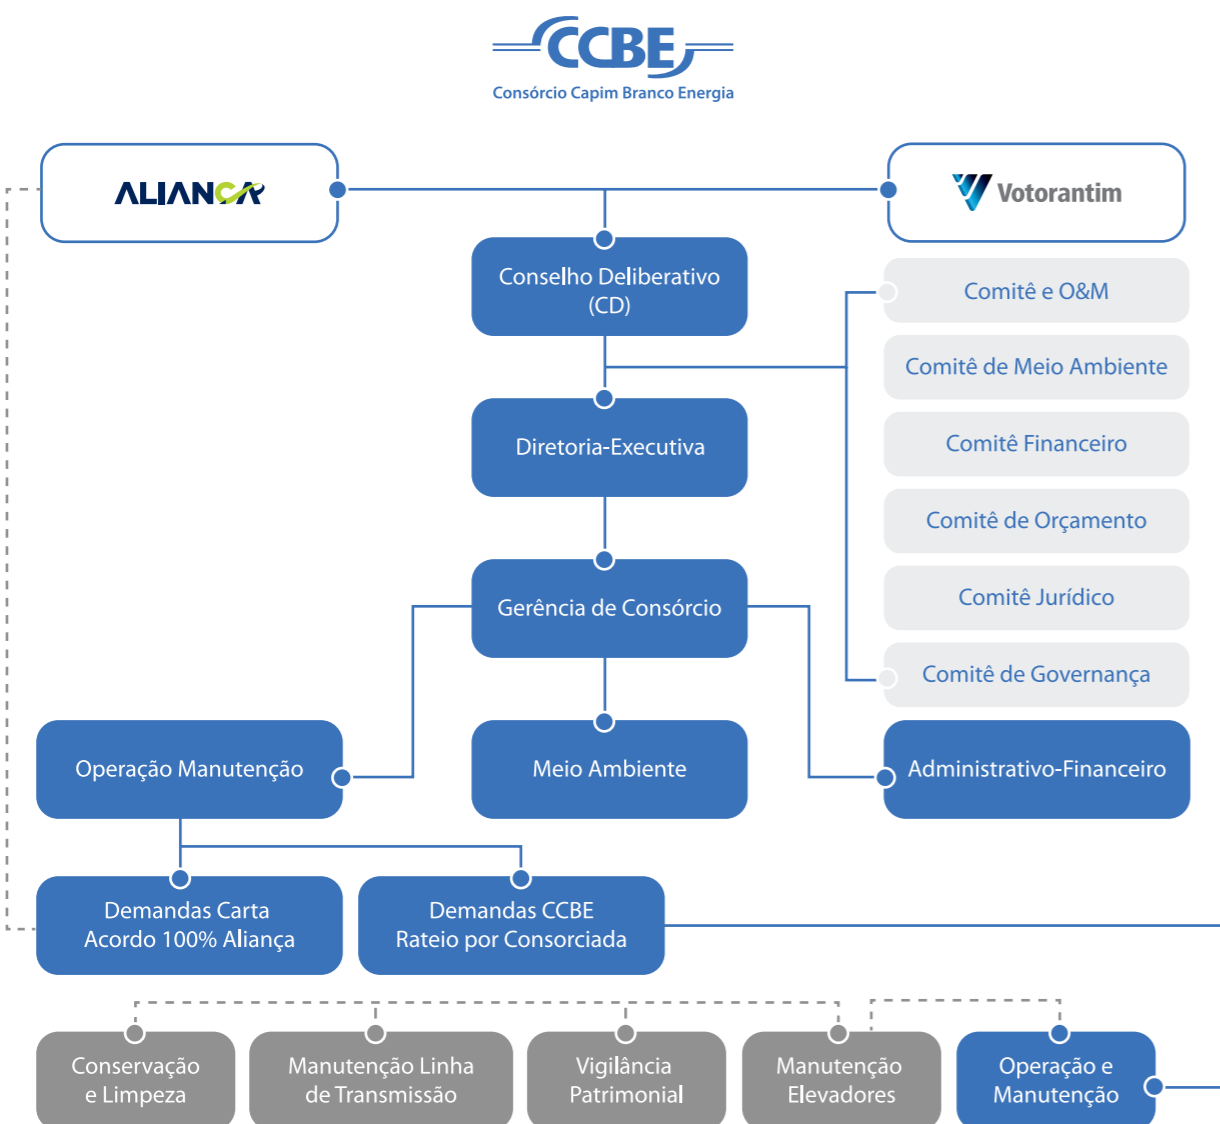 CCBE
Consórcio Capim Branco Energia
ALIANÇA
Votorantim
Conselho Deliberativo
(CD)
Comitê e O&M
Comitê de Meio Ambiente
Diretoria-Executiva
Comitê Financeiro
Comitê de Orçamento
Gerência de Consórcio
Comitê Jurídico
Comitê de Governança
Operação Manutenção
Meio Ambiente
Administrativo-Financeiro
Demandas Carta
Acordo 100% Aliança
Demandas CCBE
Rateio por Consorciada
Conservação
e Limpeza
Manutenção Linha
de Transmissão
Vigilância
Patrimonial
Manutenção
Elevadores
Operação e
Manutenção